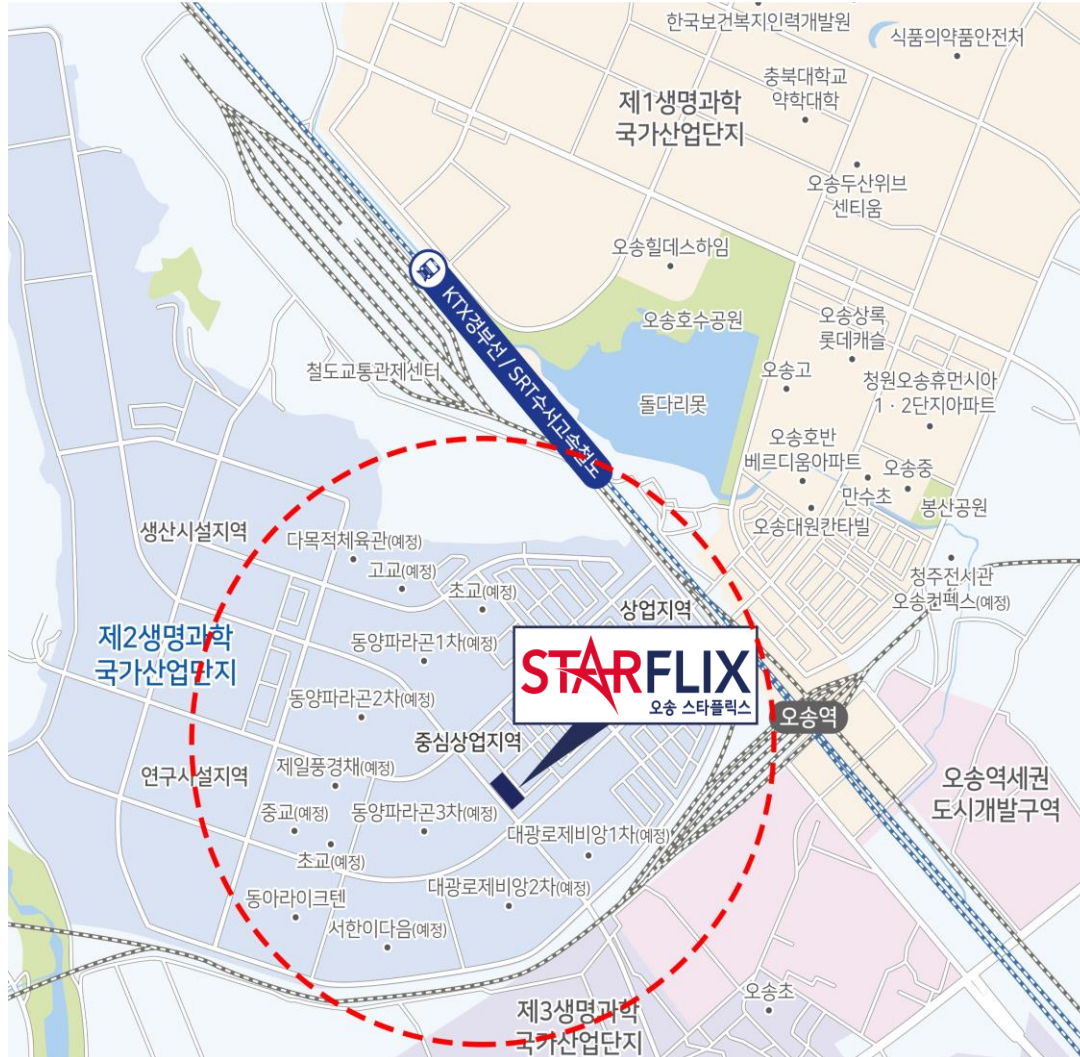 한국보건복지인력개발원
식품의약품안전처
충북대학교
약학대학
제1생명과학
국가산업단지
오송두산위브
센티움
오송힐데스하임
KTX경부선 / SRT수서고속철도
오송호수공원
오송상록
롯데캐슬
철도교통관제센터
오송고
청원오송휴먼시아
1 · 2단지아파트
돌다리못
오송호반
베르디움아파트
오송중
만수초
봉산공원
오송대원칸타빌
생산시설지역
다목적체육관(예정)
고교(예정)
초교(예정)
청주전시관
오송컨펙스(예정)
상업지역
제2생명과학
국가산업단지
동양파라곤1차(예정)
STARFLIX
오송 스타플릭스
동양파라곤2차(예정)
오송역
중심상업지역
연구시설지역
제일풍경채(예정)
오송역세권
도시개발구역
중교(예정)
동양파라곤3차(예정)
대광로제비앙1차(예정)
초교(예정)
동아라이크텐
대광로제비앙2차(예정)
서한이다음(예정)
오송초
제3생명과학
국가산업단지